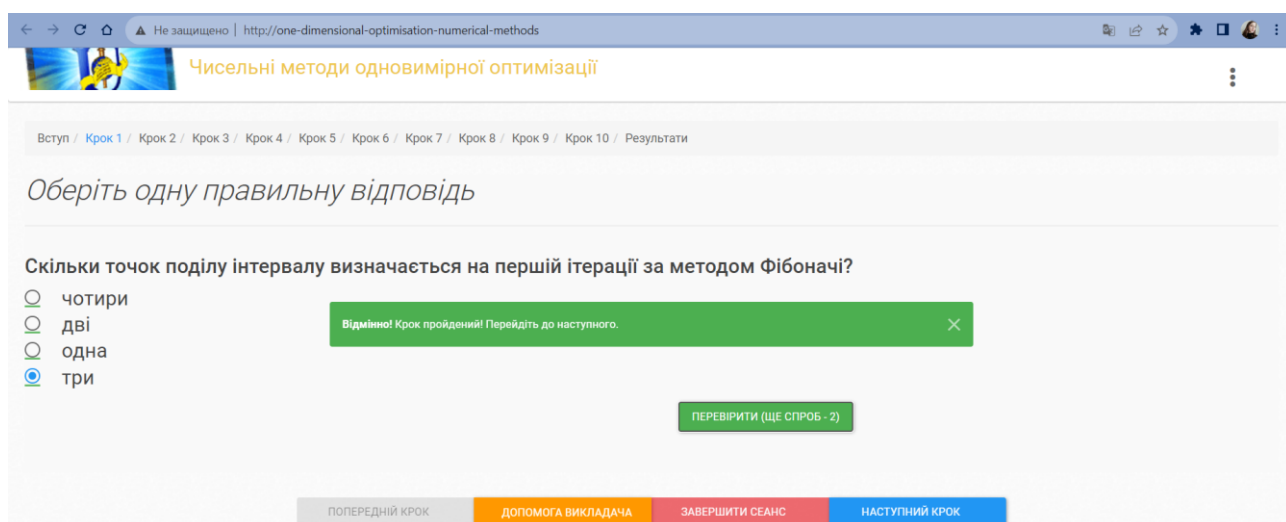 Не защищено | http://one-dimensional-optimisation-numerical-methods
Чисельні методи одновимірної оптимізації
Вступ / Крок 1 / Крок 2 / Крок 3 / Крок 4 / Крок 5 / Крок 6 / Крок 7 / Крок 8 / Крок 9 / Крок 10 / Результати
Оберіть одну правильну відповідь
Скільки точок поділу інтервалу визначається на першій ітерації за методом Фібоначі?
чотири
дві
одна
три
Відмінно! Крок пройдений! Перейдіть до наступного.
ПЕРЕВІРИТИ (ЩЕ СПРОБ - 2)
ПОПЕРЕДНІЙ КРОК
ДОПОМОГА ВИКЛАДАЧА
ЗАВЕРШИТИ СЕАНС
НАСТУПНИЙ КРОК